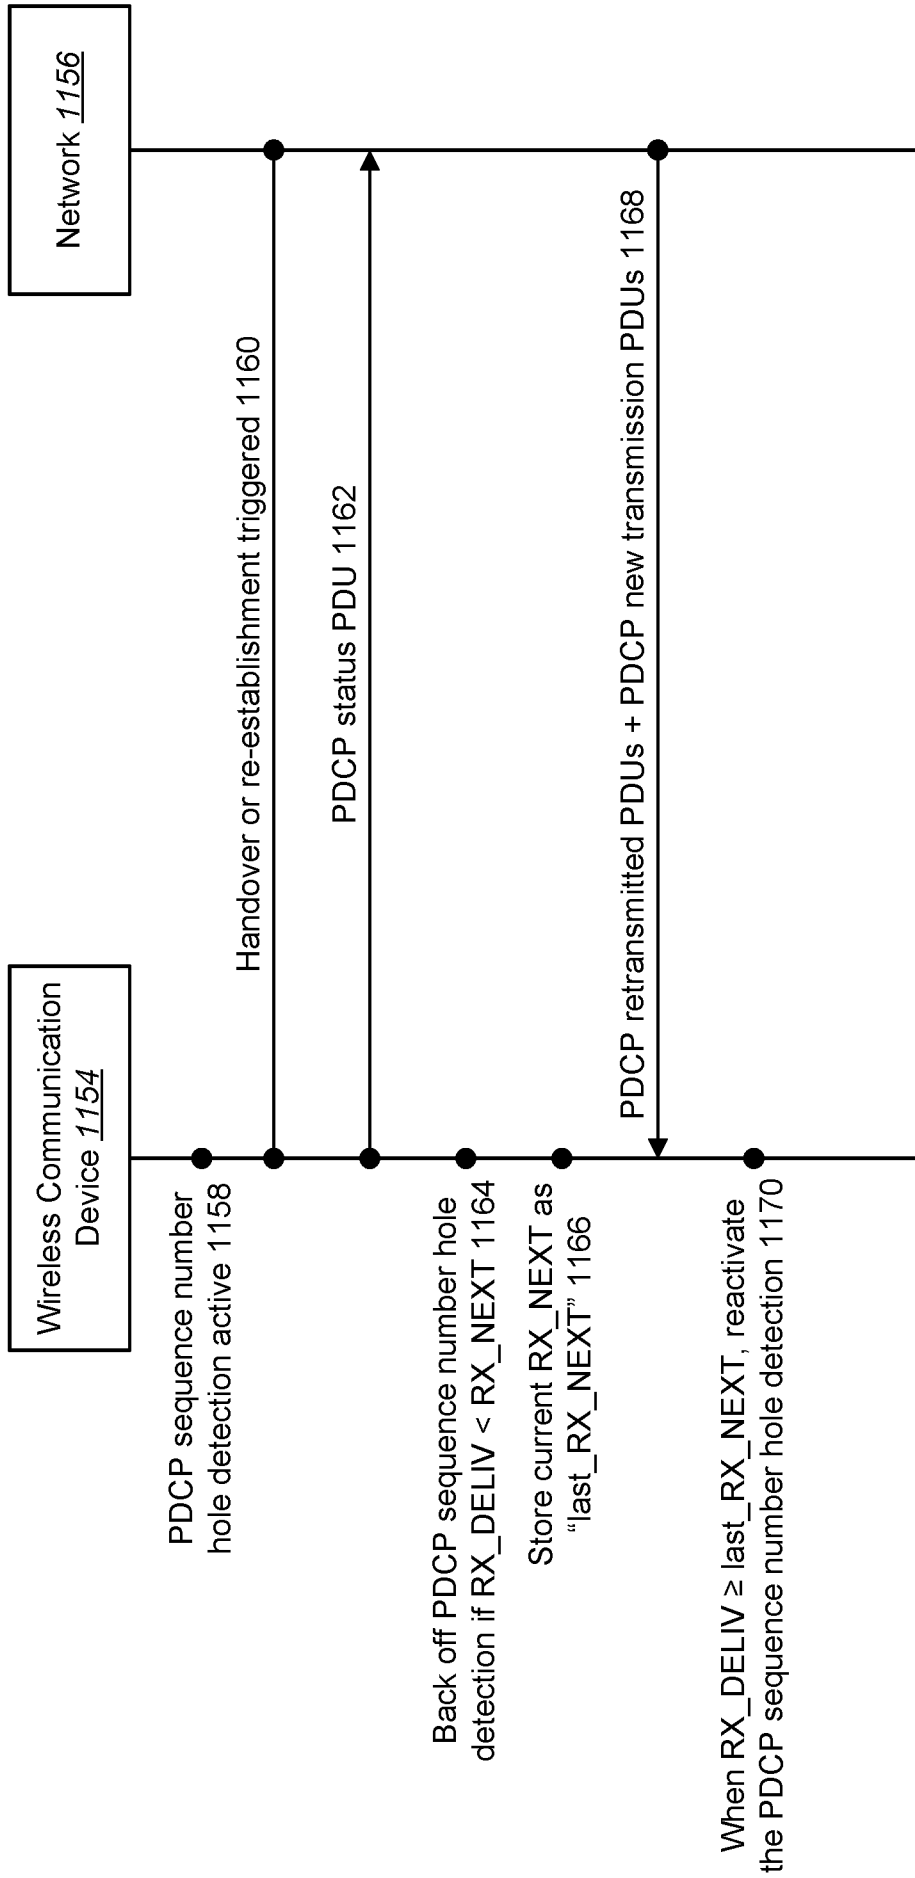 Wireless Communication
Device 1154
Network 1156
PDCP sequence number
hole detection active 1158
Handover or re-establishment triggered 1160
PDCP status PDU 1162
Back off PDCP sequence number hole
detection if RX_DELIV < RX_NEXT 1164
Store current RX_NEXT as
“last_RX_NEXT” 1166
PDCP retransmitted PDUs + PDCP new transmission PDUs 1168
When RX_DELIV ≥ last_RX_NEXT, reactivate
the PDCP sequence number hole detection 1170